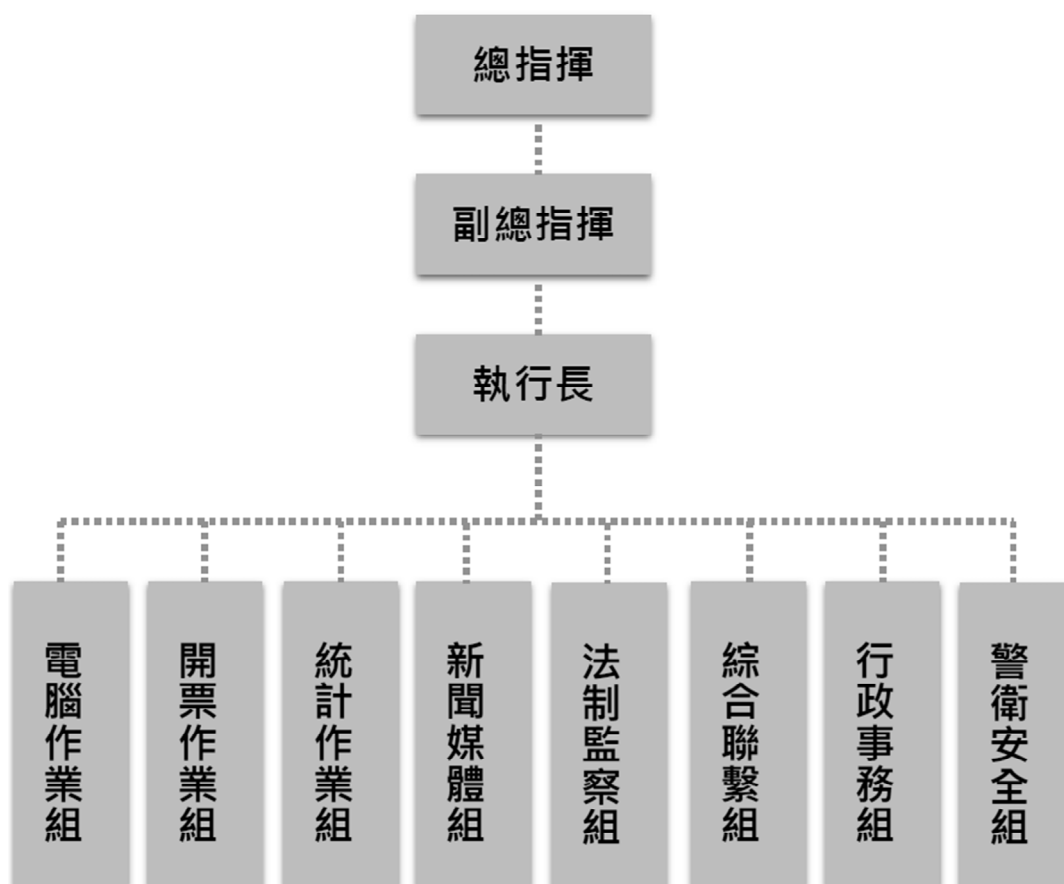 總指揮
副總指揮
執行長
電腦作業組
開票作業組
統計作業組
新聞媒體組
法制監察組
綜合聯繫組
行政事務組
警衛安全組